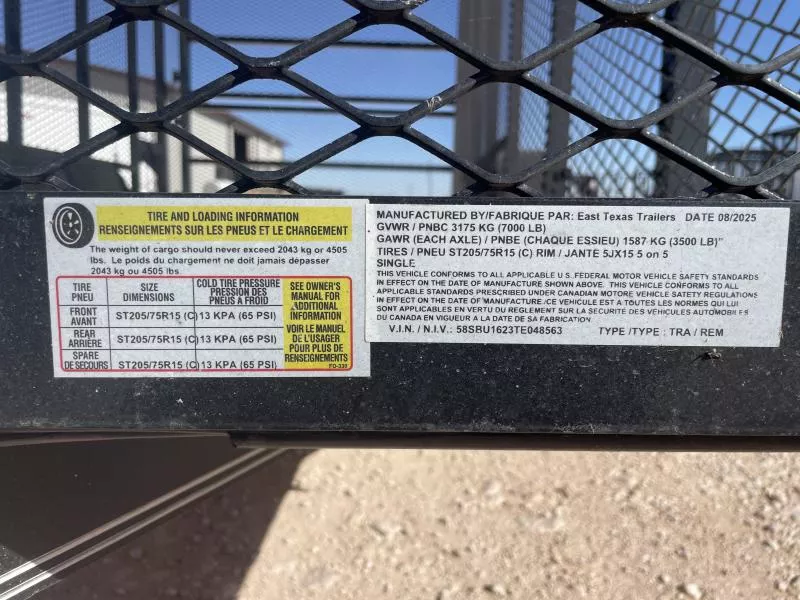 TIRE AND LOADING INFORMATION
RENSEIGNEMENTS SUR LES PNEUS ET LE CHARGEMENT
The weight of cargo should never exceed 2043 kg or 4505
lbs. Le poids du chargement ne doit jamais dépasser
2043 kg ou 4505 lbs.
TIRE PNEU SIZE DIMENSIONS COLD TIRE PRESSURE PRESSION DES PNEUS A FROID
FRONT AVANT ST205/75R15 (C) 13 KPA (65 PSI)
REAR ARRIÈRE ST205/75R15 (C) 13 KPA (65 PSI)
SPARE DE SECOURS ST205/75R15 (C) 13 KPA (65 PSI)
SEE OWNER'S
MANUAL FOR
ADDITIONAL
INFORMATION
VOIR LE MANUEL
DE L'USAGER
POUR PLUS DE
RENSEIGNEMENTS
FO-339
MANUFACTURED BY/FABRIQUE PAR: East Texas Trailers DATE 08/2025
GVWR / PNBC 3175 KG (7000 LB)
GAWR (EACH AXLE) / PNBE (CHAQUE ESSIEU) 1587 KG (3500 LB)"
TIRES / PNEU ST205/75R15 (C) RIM / JANTE 5JX15 5 on 5
SINGLE
THIS VEHICLE CONFORMS TO ALL APPLICABLE U.S. FEDERAL MOTOR VEHICLE SAFETY STANDARDS
IN EFFECT ON THE DATE OF MANUFACTURE SHOWN ABOVE. THIS VEHICLE CONFORMS TO ALL
APPLICABLE STANDARDS PRESCRIBED UNDER CANADIAN MOTORE VEHICLE SAFETY REGULATIONS
IN EFFECT ON THE DATE OF MANUFACTURE./CE VEHICULE EST A TOUTES LES NORMES QUI LUI
SONT APPLICABLES EN VERTU DU REGLEMENT SUR LA SECURITE DES VEHICULES AUTOMOBILES
DU CANADA EN VIGUEUR A LA DATE DE SA FABRICATION.
V.I.N. / N.I.V.: 58SBU1623TE048563 TYPE /TYPE : TRA / REM